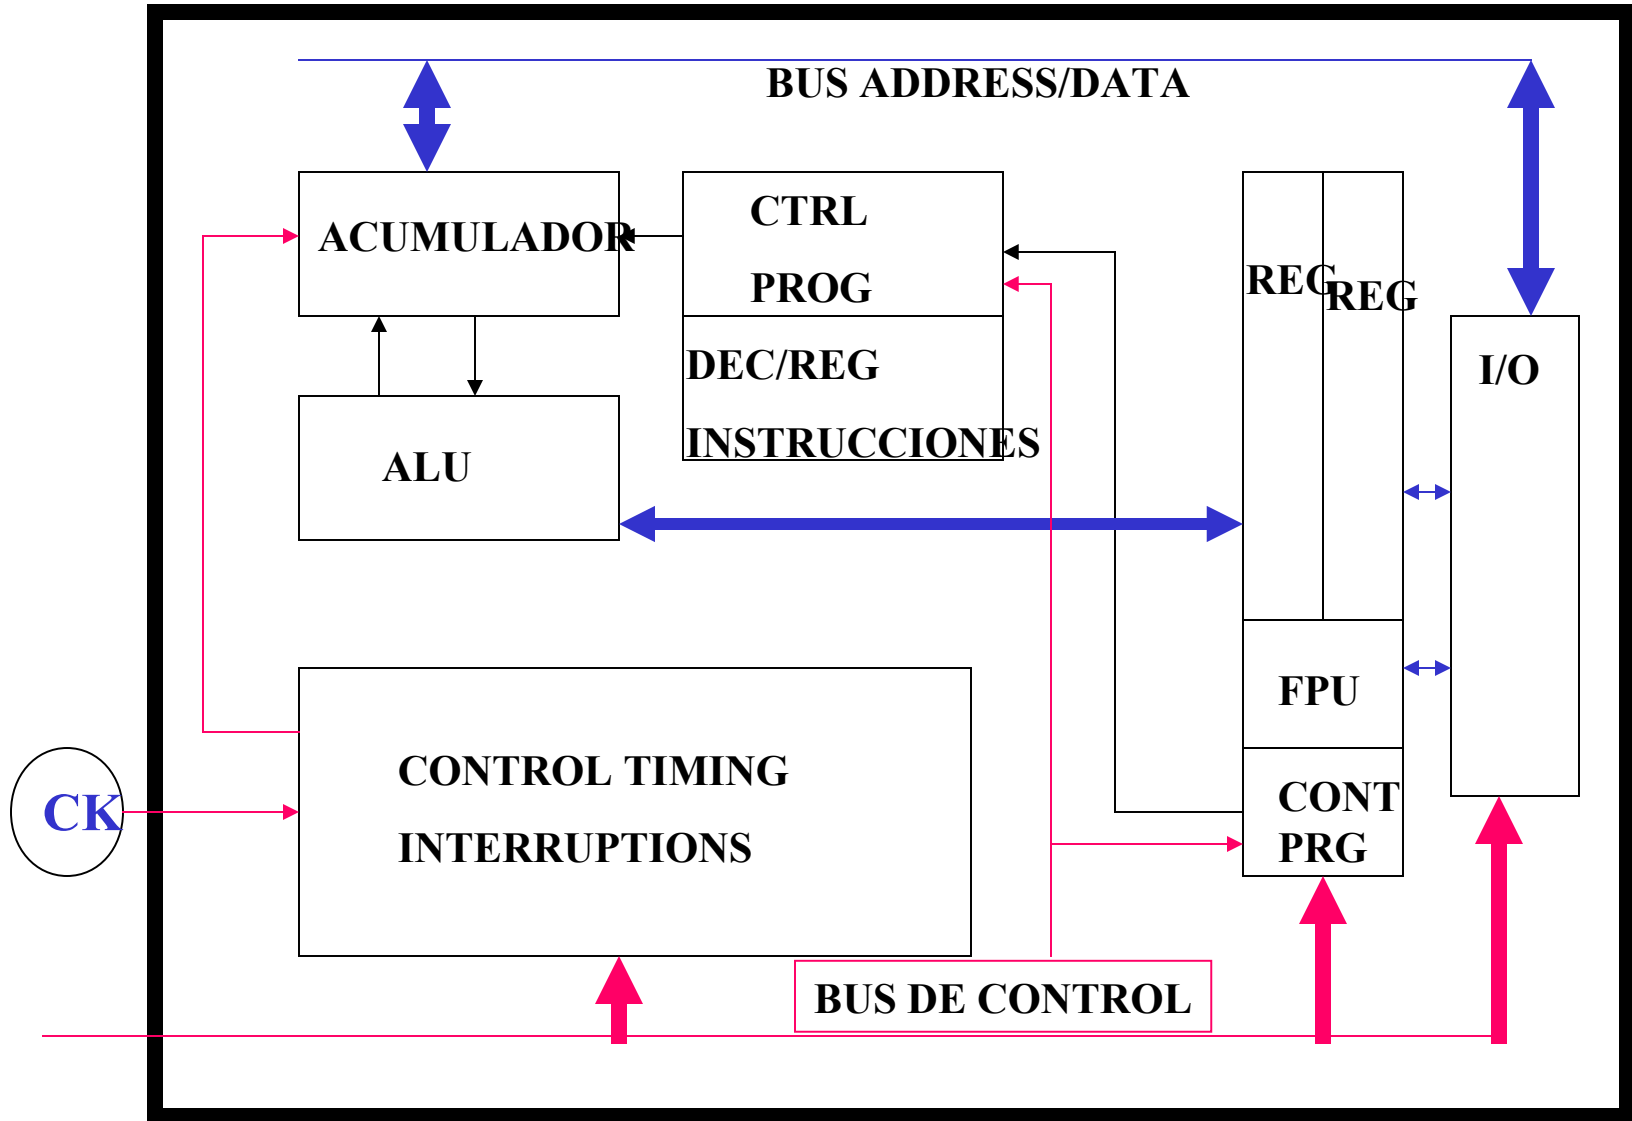 BUS ADDRESS/DATA
ACUMULADOR
CTRL
PROG
DEC/REG
INSTRUCCIONES
REG
REG
I/O
ALU
FPU
CONTROL TIMING
INTERRUPTIONS
CK
CONT
PRG
BUS DE CONTROL